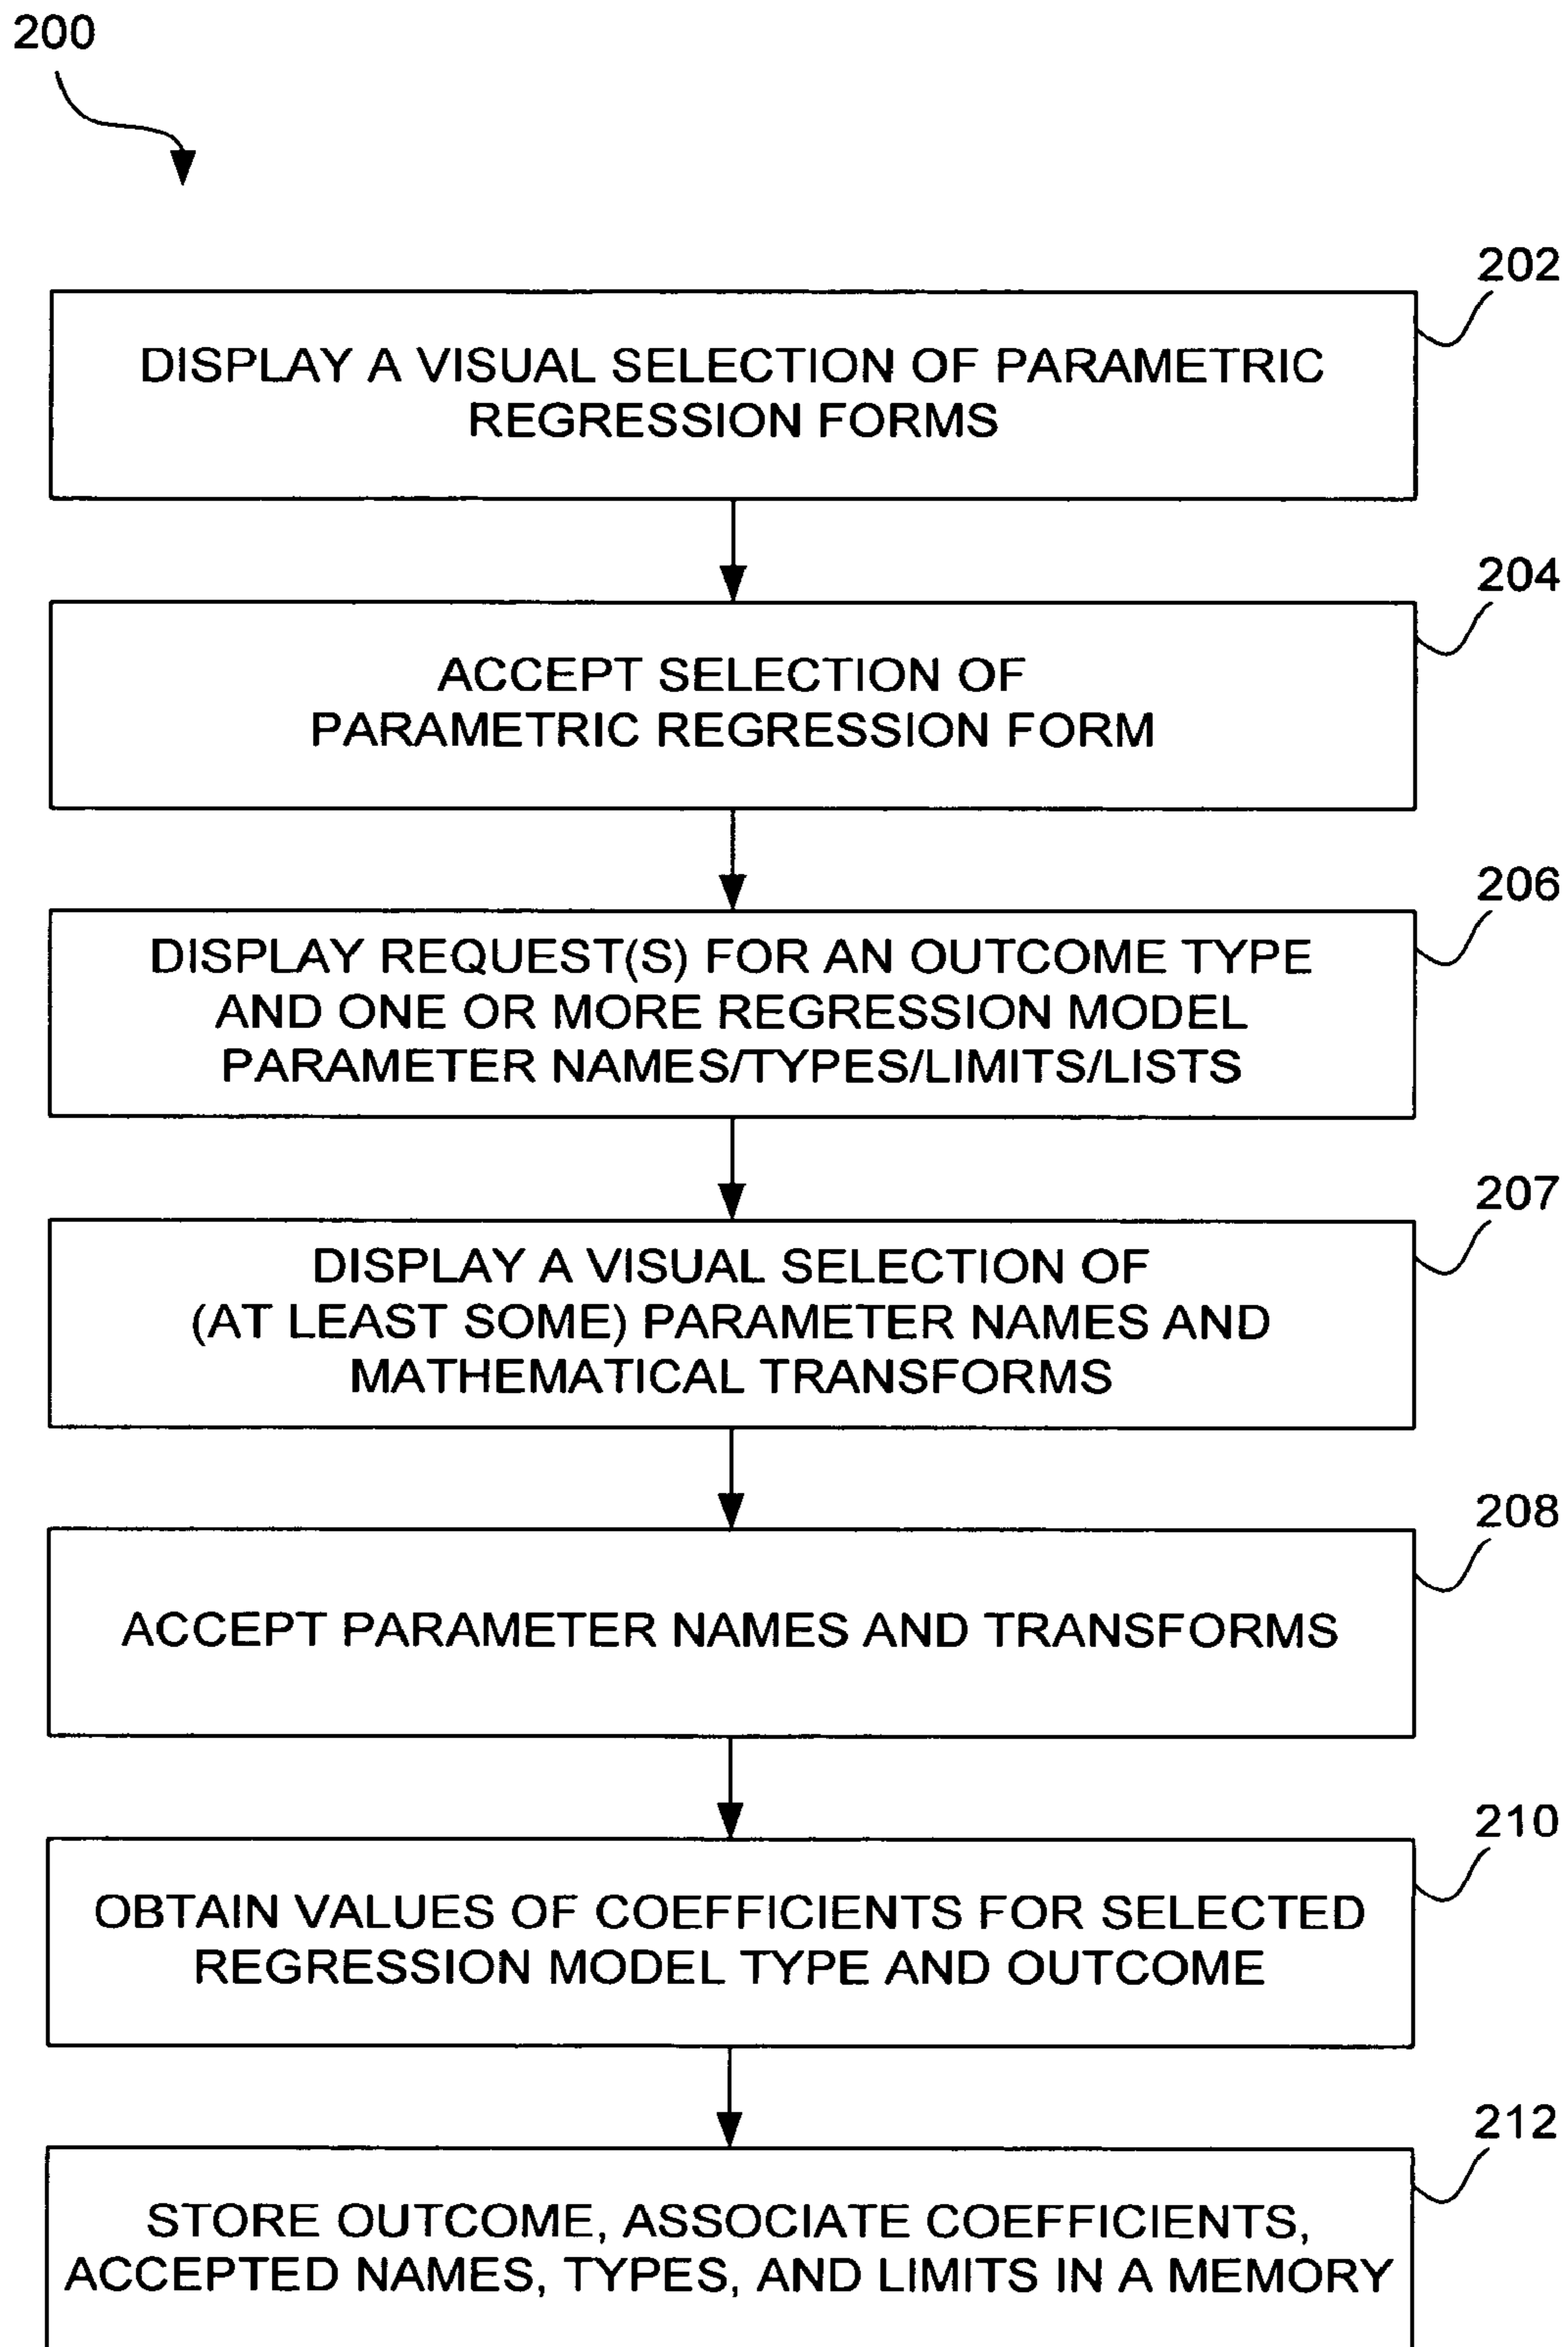 200
202
DISPLAY A VISUAL SELECTION OF PARAMETRIC
REGRESSION FORMS
204
ACCEPT SELECTION OF
PARAMETRIC REGRESSION FORM
206
DISPLAY REQUEST(S) FOR AN OUTCOME TYPE
AND ONE OR MORE REGRESSION MODEL
PARAMETER NAMES/TYPES/LIMITS/LISTS
207
DISPLAY A VISUAL SELECTION OF
(AT LEAST SOME) PARAMETER NAMES AND
MATHEMATICAL TRANSFORMS
208
ACCEPT PARAMETER NAMES AND TRANSFORMS
210
OBTAIN VALUES OF COEFFICIENTS FOR SELECTED
REGRESSION MODEL TYPE AND OUTCOME
212
STORE OUTCOME, ASSOCIATE COEFFICIENTS,
ACCEPTED NAMES, TYPES, AND LIMITS IN A MEMORY